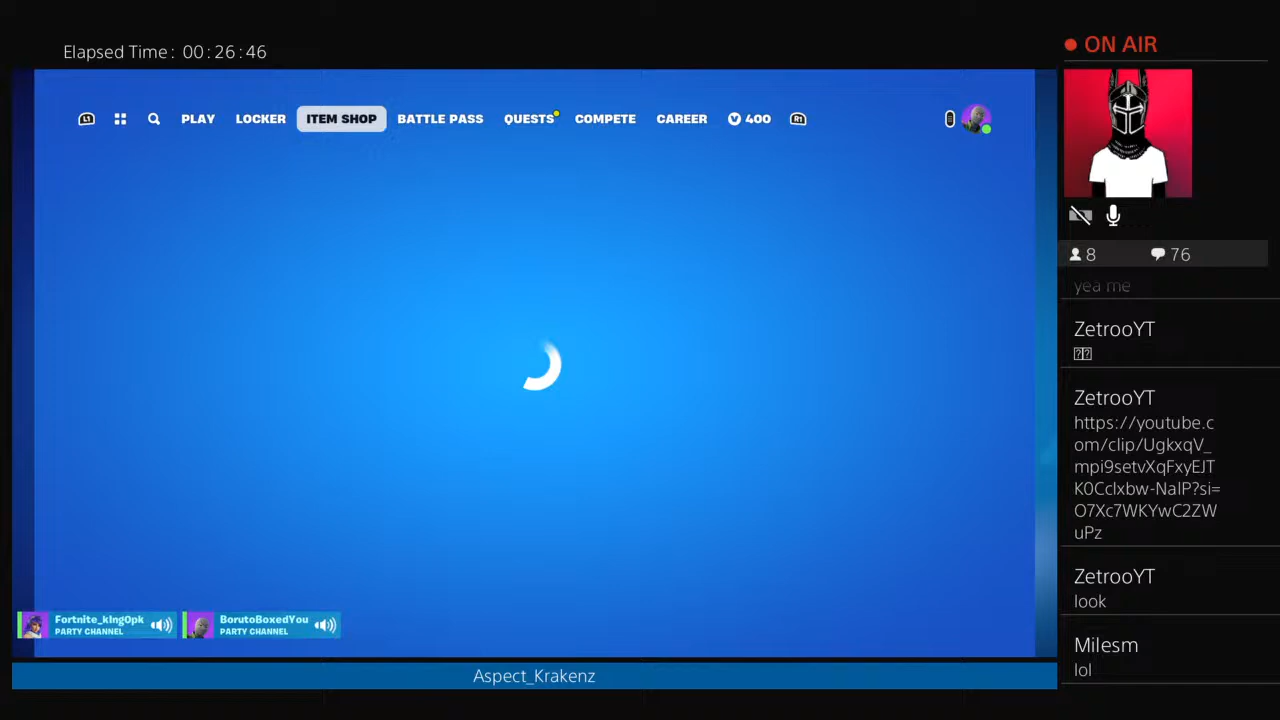 Elapsed Time: 00:26:46
ON AIR
L1 PLAY LOCKER ITEM SHOP BATTLE PASS QUESTS COMPETE CAREER V 400 R1
8 76
yea me
ZetrooYT
ZetrooYT
https://youtube.c
om/clip/UgkxqV_
mpi9setvXqFxyEJT
K0Cclxbw-NaIP?si=
O7Xc7WKYwC2ZW
uPz
ZetrooYT
look
Milesm
lol
Fortnite_kIng0pk
PARTY CHANNEL
BorutoBoxedYou
PARTY CHANNEL
Aspect_Krakenz